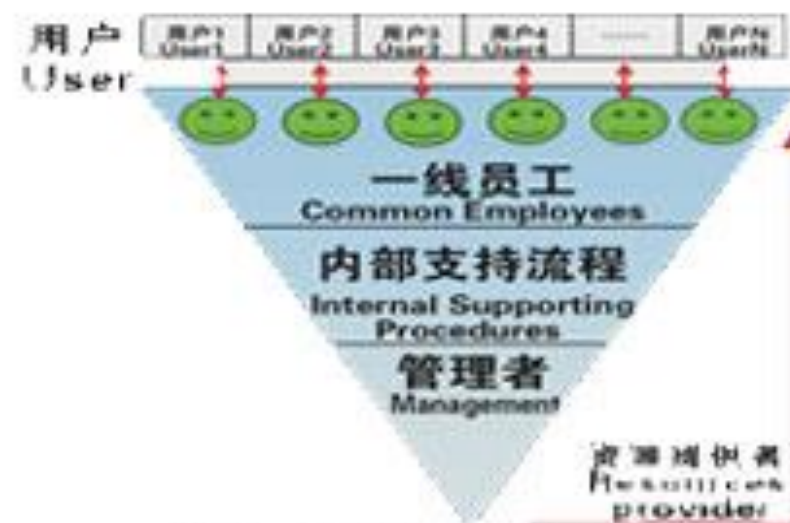 用户
User
用户1 用户2 用户3 用户4 …… 用户N
User1 User2 User3 User4 UserN
一线员工
Common Employees
内部支持流程
Internal Supporting
Procedures
管理者
Management
资源提供者
Resources
provider